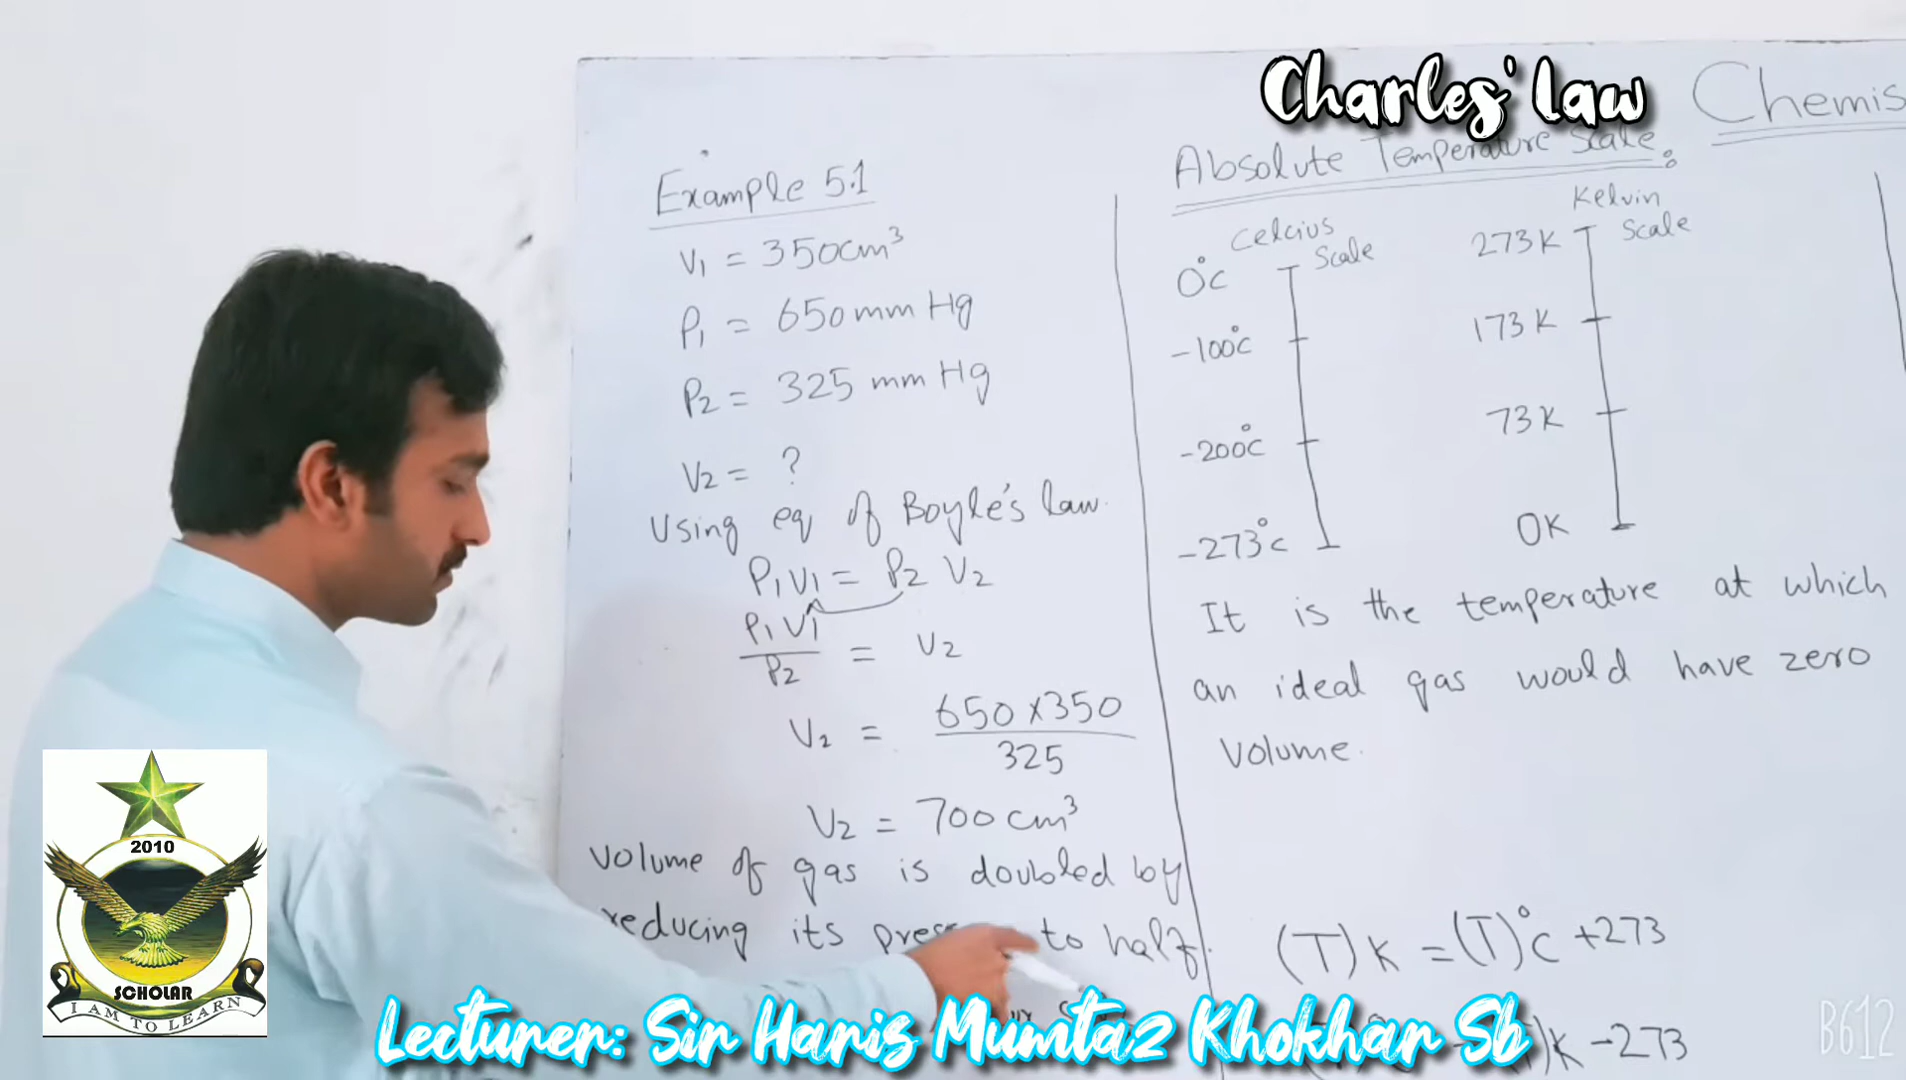 Charles' law
Chemis
Example 5.1
V1 = 350cm³
P1 = 650mm Hg
P2 = 325 mm Hg
V2 = ?
Using eq of Boyle's law.
P1V1 = P2 V2
P1V1/P2 = V2
V2 = 650x350/325
V2 = 700cm³
Volume of gas is doubled by
reducing its press to half.
Absolute Temperature Scale:
Celcius Scale
0°C
-100°C
-200°C
-273°C
Kelvin Scale
273K
173K
73K
0K
It is the temperature at which
an ideal gas would have zero
volume.
(T)K = (T)°C +273
)K -273
2010
SCHOLAR
I AM TO LEARN
Lecturer: Sir Haris Mumtaz Khokhar Sb
B612